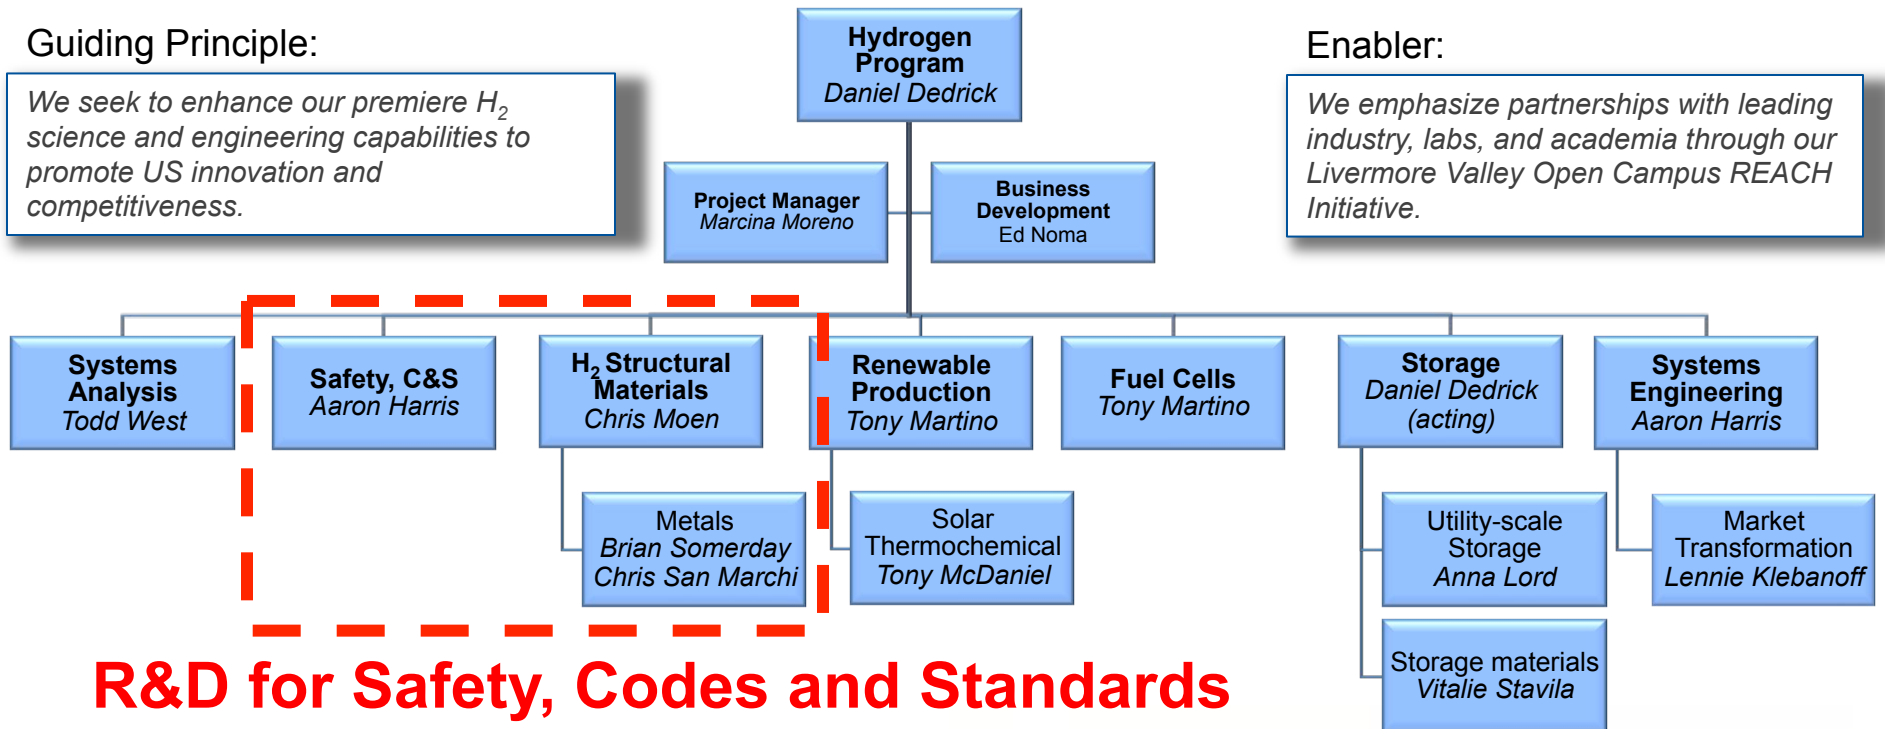 Guiding Principle:
We seek to enhance our premiere H2
science and engineering capabilities to
promote US innovation and
competitiveness.
Hydrogen
Program
Daniel Dedrick
Enabler:
We emphasize partnerships with leading
industry, labs, and academia through our
Livermore Valley Open Campus REACH
Initiative.
Project Manager
Marcina Moreno
Business
Development
Ed Noma
Systems
Analysis
Todd West
Safety, C&S
Aaron Harris
H2 Structural
Materials
Chris Moen
Renewable
Production
Tony Martino
Fuel Cells
Tony Martino
Storage
Daniel Dedrick
(acting)
Systems
Engineering
Aaron Harris
Metals
Brian Somerday
Chris San Marchi
Solar
Thermochemical
Tony McDaniel
Utility-scale
Storage
Anna Lord
Market
Transformation
Lennie Klebanoff
Storage materials
Vitalie Stavila
R&D for Safety, Codes and Standards